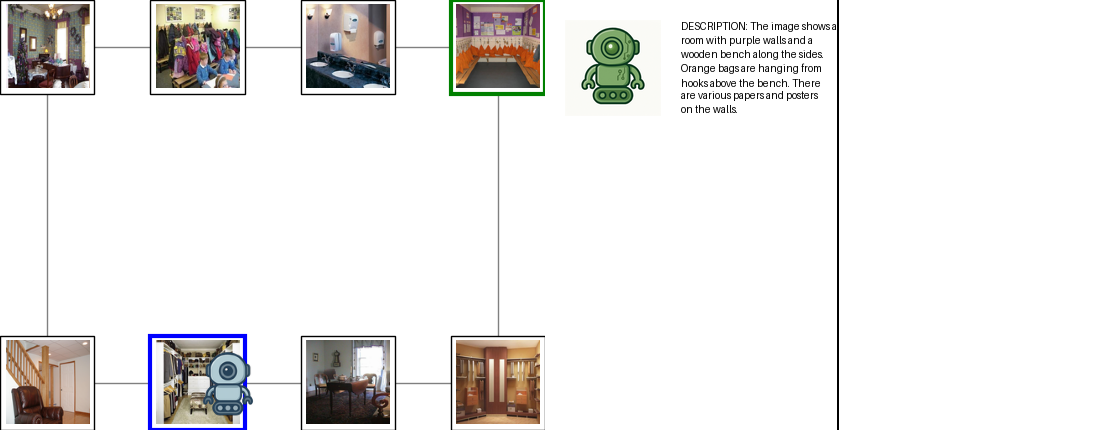 DESCRIPTION: The image shows a
room with purple walls and a
wooden bench along the sides.
Orange bags are hanging from
hooks above the bench. There
are various papers and posters
on the walls.